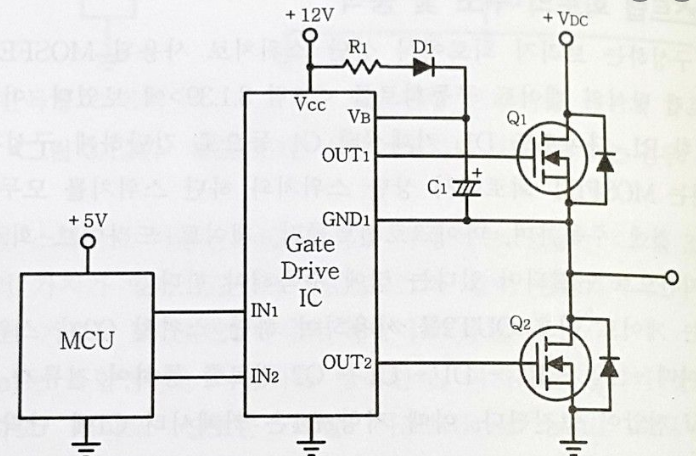 +12V
+VDC
R1
D1
Vcc
VB
Q1
OUT1
C1
+
GND1
+5V
Gate
Drive
IC
IN1
MCU
Q2
OUT2
IN2